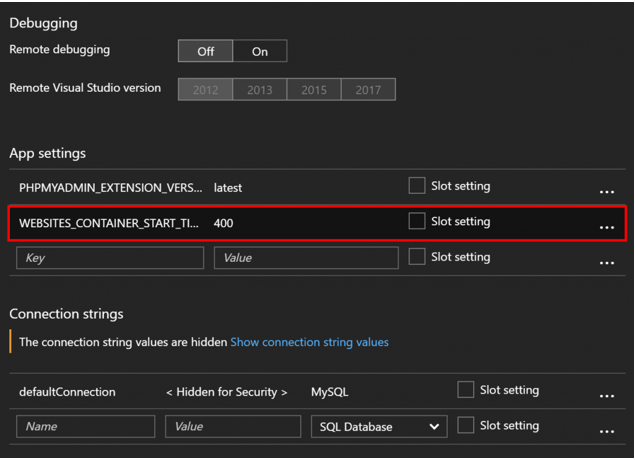 Debugging
Remote debugging Off On
Remote Visual Studio version 2012 2013 2015 2017
App settings
PHPMYADMIN_EXTENSION_VERS... latest Slot setting ...
WEBSITES_CONTAINER_START_TI... 400 Slot setting ...
Key Value Slot setting ...
Connection strings
The connection string values are hidden Show connection string values
defaultConnection < Hidden for Security > MySQL Slot setting ...
Name Value SQL Database Slot setting ...